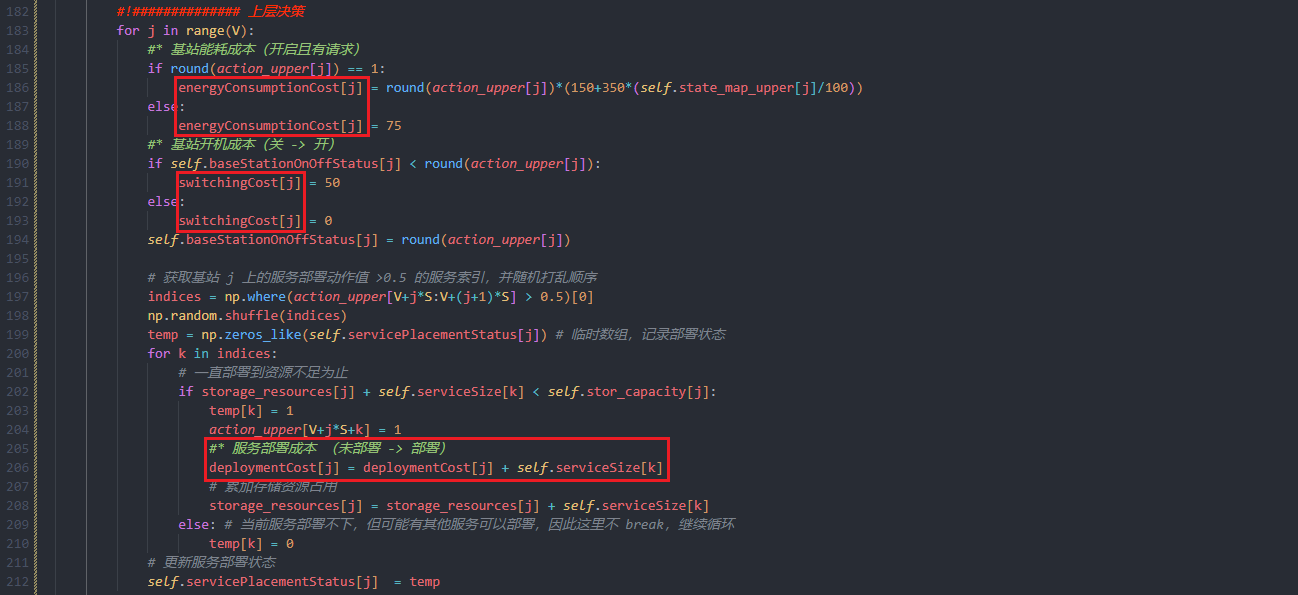 182 #!############## 上层决策
183 for j in range(V):
184 #* 基站能耗成本（开启且有请求）
185 if round(action_upper[j]) == 1:
186 energyConsumptionCost[j] = round(action_upper[j])*(150+350*(self.state_map_upper[j]/100))
187 else:
188 energyConsumptionCost[j] = 75
189 #* 基站开机成本（关 -> 开）
190 if self.baseStationOnOffStatus[j] < round(action_upper[j]):
191 switchingCost[j] = 50
192 else:
193 switchingCost[j] = 0
194 self.baseStationOnOffStatus[j] = round(action_upper[j])
195
196 # 获取基站 j 上的服务部署动作值 >0.5 的服务索引，并随机打乱顺序
197 indices = np.where(action_upper[V+j*S:V+(j+1)*S] > 0.5)[0]
198 np.random.shuffle(indices)
199 temp = np.zeros_like(self.servicePlacementStatus[j]) # 临时数组，记录部署状态
200 for k in indices:
201 # 一直部署到资源不足为止
202 if storage_resources[j] + self.serviceSize[k] < self.stor_capacity[j]:
203 temp[k] = 1
204 action_upper[V+j*S+k] = 1
205 #* 服务部署成本 （未部署 -> 部署）
206 deploymentCost[j] = deploymentCost[j] + self.serviceSize[k]
207 # 累加存储资源占用
208 storage_resources[j] = storage_resources[j] + self.serviceSize[k]
209 else: # 当前服务部署不下，但可能有其他服务可以部署，因此这里不 break，继续循环
210 temp[k] = 0
211 # 更新服务部署状态
212 self.servicePlacementStatus[j] = temp